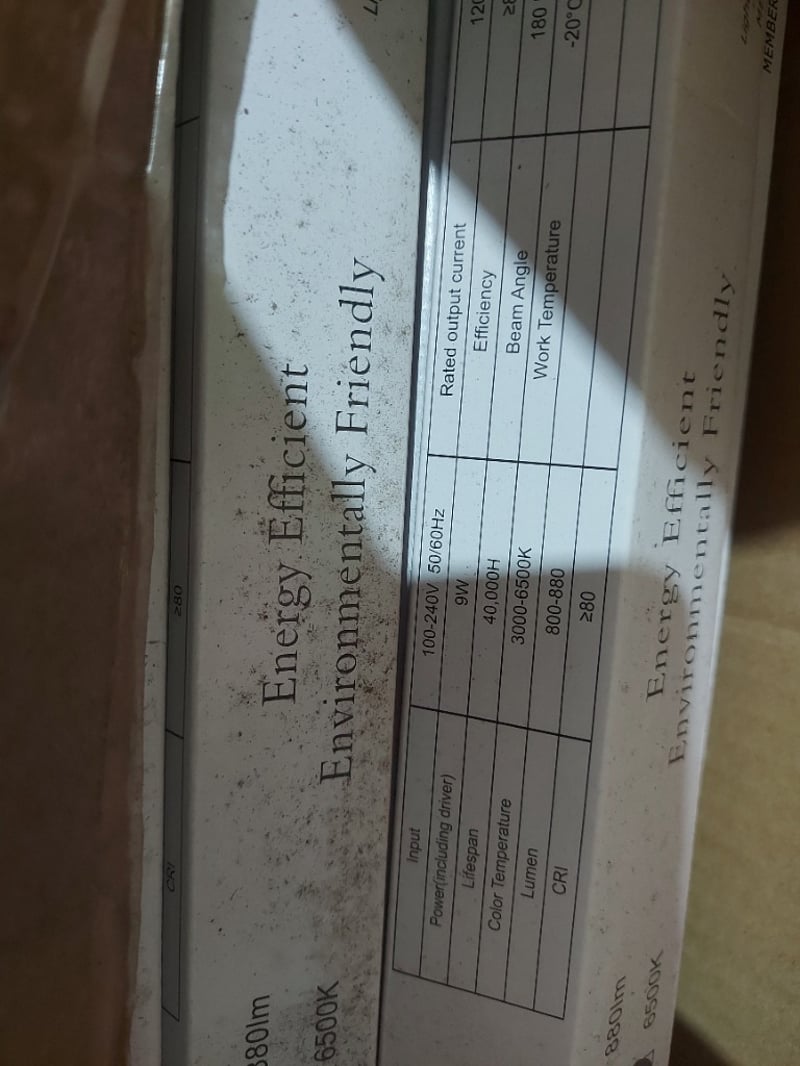 CRI ≥80
Energy Efficient
Environmentally Friendly
6500K
Input 100-240V 50/60Hz Rated output current
Power(including driver) 9W Efficiency
Lifespan 40,000H Beam Angle 180
Color Temperature 3000-6500K Work Temperature -20°C
Lumen 800-880
CRI ≥80
Energy Efficient
Environmentally Friendly
880lm
6500K
MEMBER